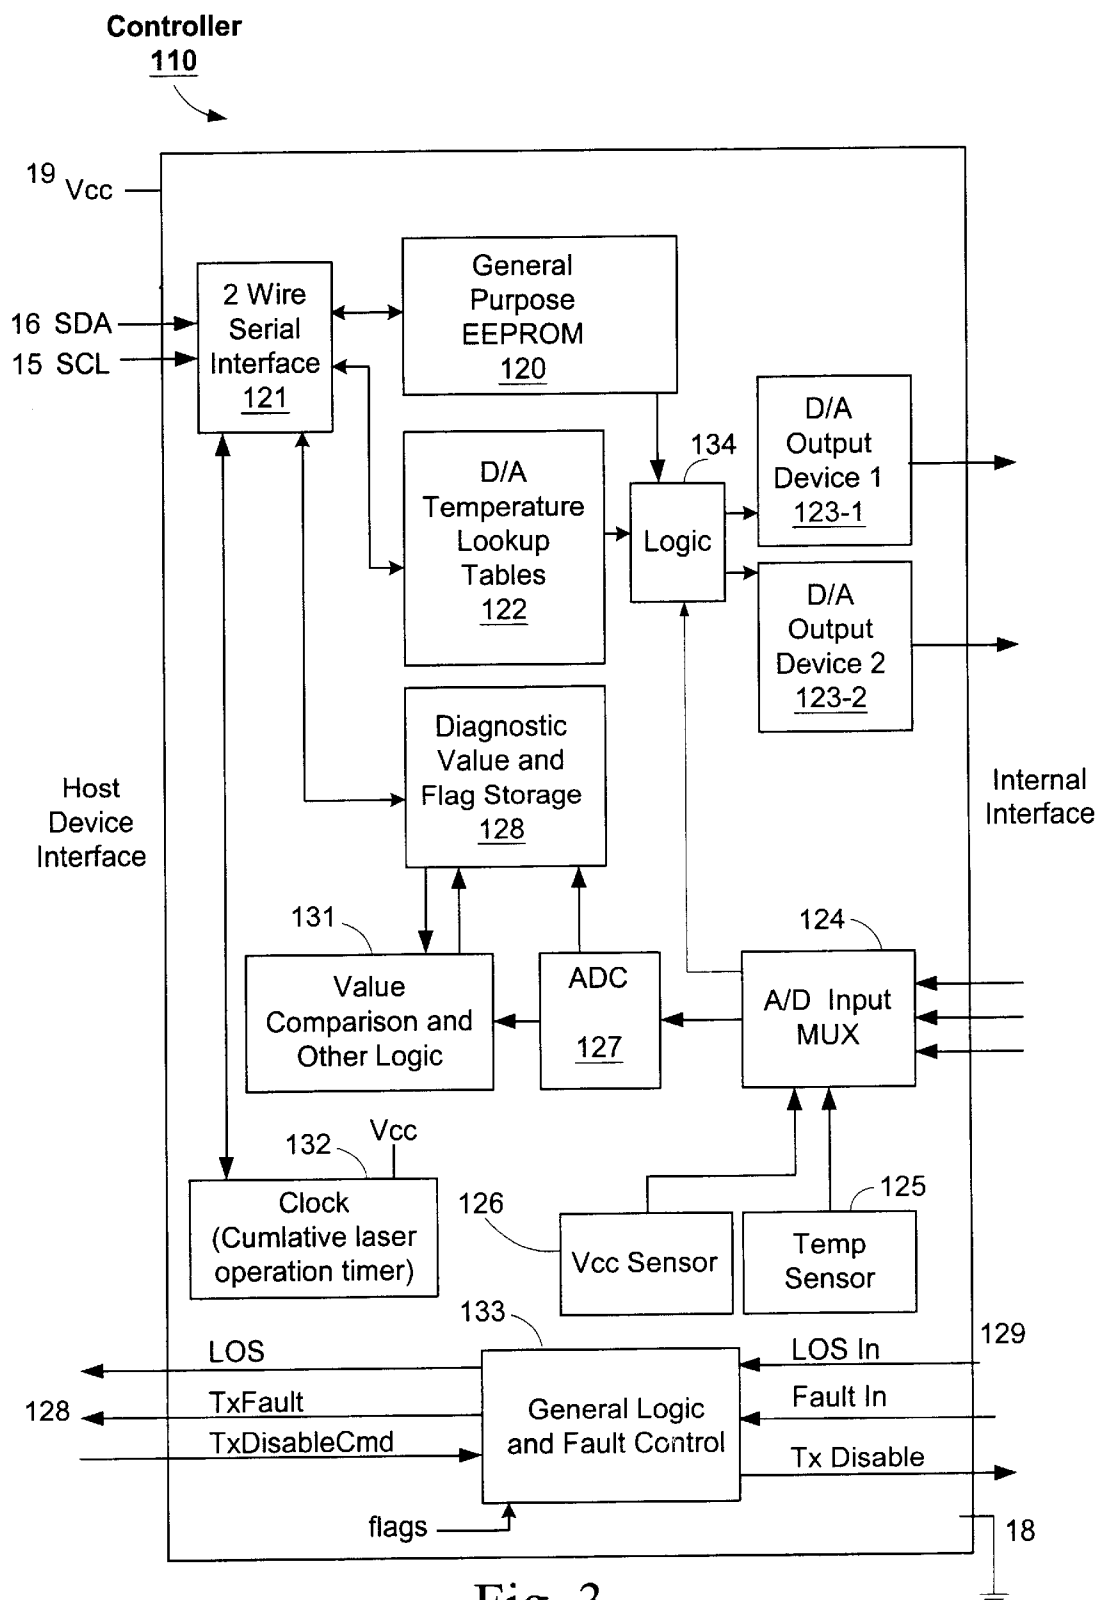 Controller
110
19 Vcc
General
Purpose
EEPROM
120
2 Wire
Serial
Interface
121
16 SDA
15 SCL
D/A
Output
Device 1
123-1
134
D/A
Temperature
Lookup
Tables
122
Logic
D/A
Output
Device 2
123-2
Diagnostic
Value and
Flag Storage
128
Host
Device
Interface
Internal
Interface
131
124
Value
Comparison and
Other Logic
ADC
127
A/D Input
MUX
132
Vcc
Clock
(Cumlative laser
operation timer)
126
125
Vcc Sensor
Temp
Sensor
133
129
LOS
LOS In
128
TxFault
Fault In
General Logic
and Fault Control
TxDisableCmd
Tx Disable
flags
18
Fig. 3